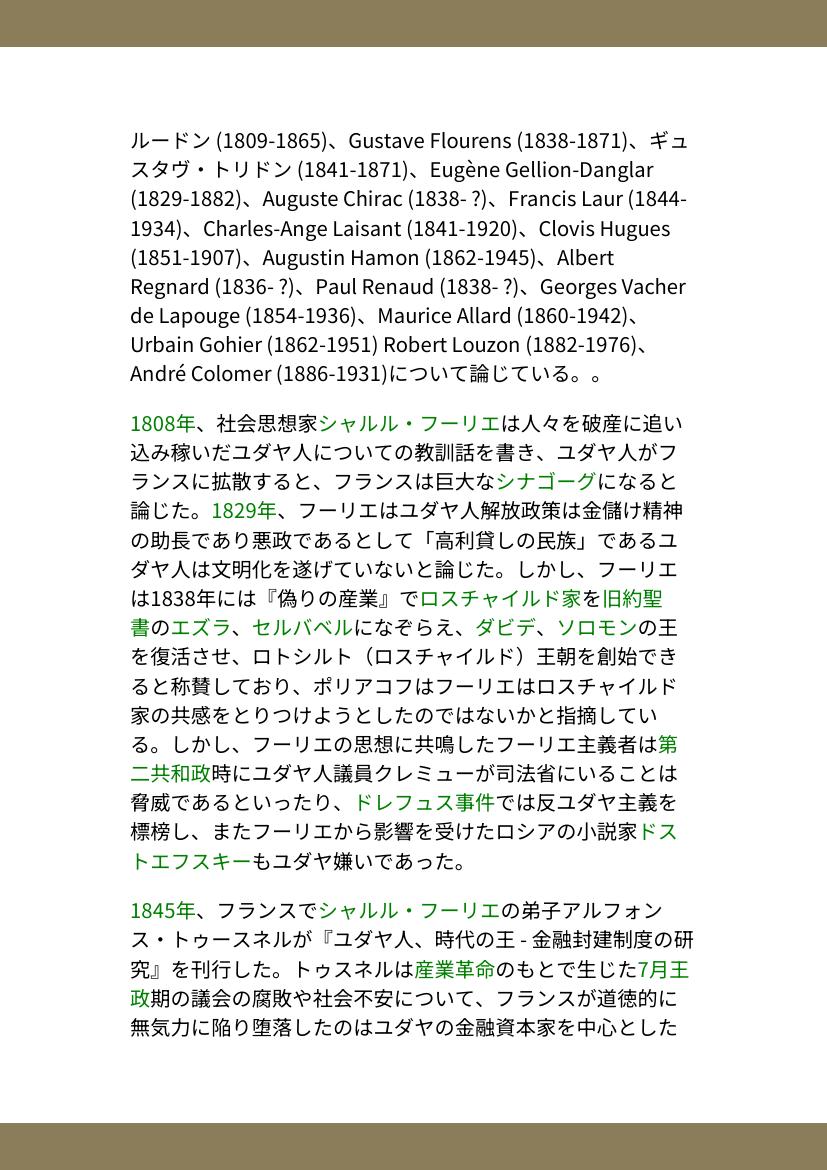 ルードン (1809-1865)、Gustave Flourens (1838-1871)、ギュ
スタヴ・トリドン (1841-1871)、Eugène Gellion-Danglar
(1829-1882)、Auguste Chirac (1838- ?)、Francis Laur (1844-
1934)、Charles-Ange Laisant (1841-1920)、Clovis Hugues
(1851-1907)、Augustin Hamon (1862-1945)、Albert
Regnard (1836- ?)、Paul Renaud (1838- ?)、Georges Vacher
de Lapouge (1854-1936)、Maurice Allard (1860-1942)、
Urbain Gohier (1862-1951) Robert Louzon (1882-1976)、
André Colomer (1886-1931)について論じている。。
1808年、社会思想家シャルル・フーリエは人々を破産に追い
込み稼いだユダヤ人についての教訓話を書き、ユダヤ人がフ
ランスに拡散すると、フランスは巨大なシナゴーグになると
論じた。1829年、フーリエはユダヤ人解放政策は金儲け精神
の助長であり悪政であるとして「高利貸しの民族」であるユ
ダヤ人は文明化を遂げていないと論じた。しかし、フーリエ
は1838年には『偽りの産業』でロスチャイルド家を旧約聖
書のエズラ、セルバベルになぞらえ、ダビデ、ソロモンの王
を復活させ、ロトシルト（ロスチャイルド）王朝を創始でき
ると称賛しており、ポリアコフはフーリエはロスチャイルド
家の共感をとりつけようとしたのではないかと指摘してい
る。しかし、フーリエの思想に共鳴したフーリエ主義者は第
二共和政時にユダヤ人議員クレミューが司法省にいることは
脅威であるといったり、ドレフュス事件では反ユダヤ主義を
標榜し、またフーリエから影響を受けたロシアの小説家ドス
トエフスキーもユダヤ嫌いであった。
1845年、フランスでシャルル・フーリエの弟子アルフォン
ス・トゥースネルが『ユダヤ人、時代の王 - 金融封建制度の研
究』を刊行した。トゥスネルは産業革命のもとで生じた7月王
政期の議会の腐敗や社会不安について、フランスが道徳的に
無気力に陥り堕落したのはユダヤの金融資本家を中心とした